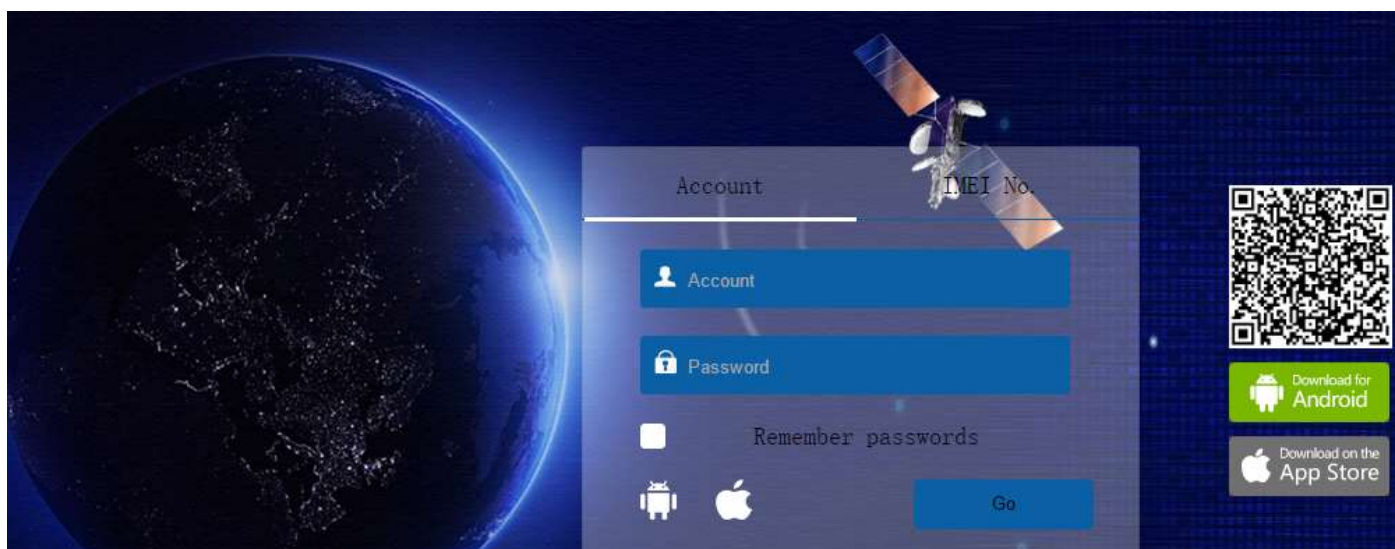 Account
IMEI No.
Account
Password
Remember passwords
Go
Download for
Android
Download on the
App Store